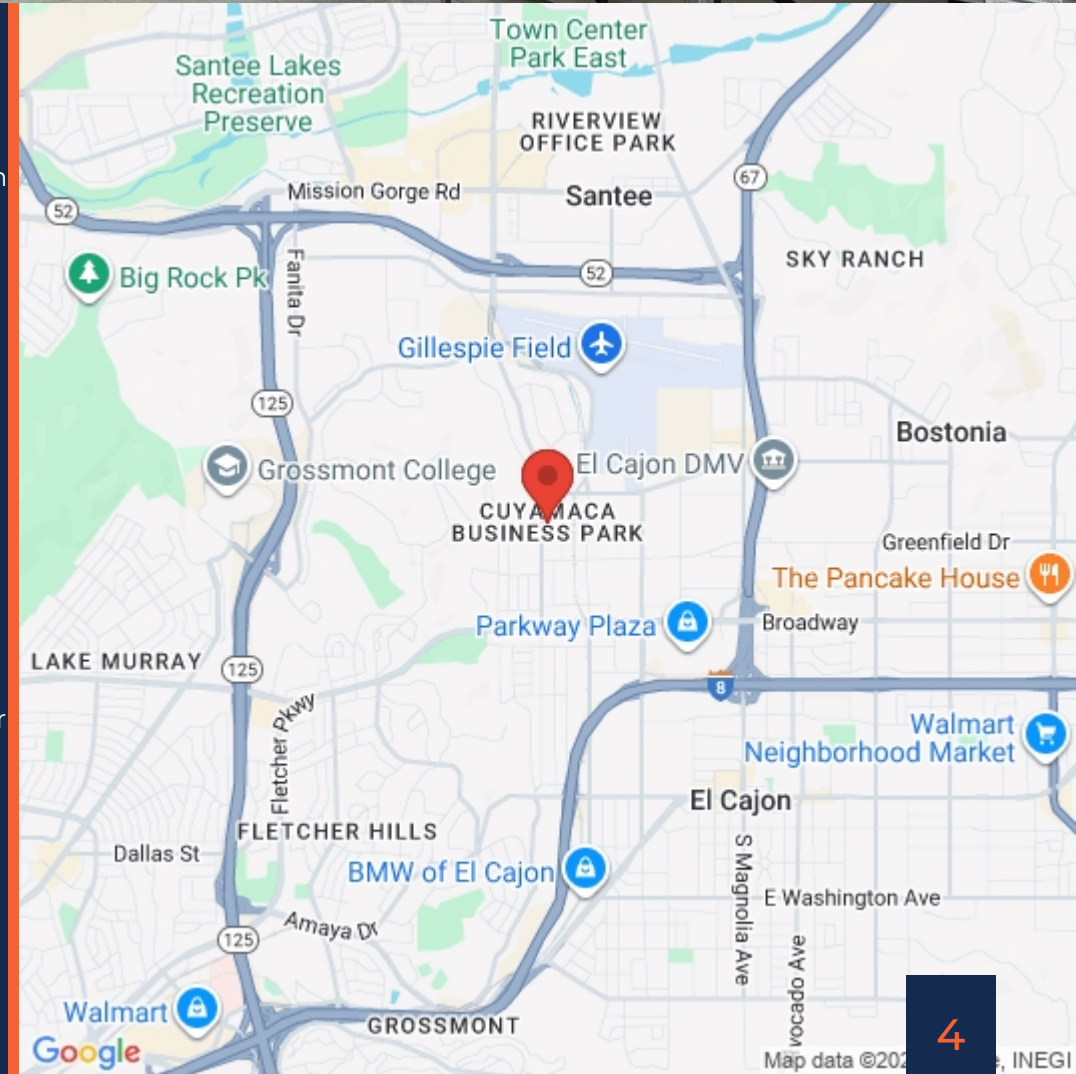 Town Center
Park East
Santee Lakes
Recreation
Preserve
RIVERVIEW
OFFICE PARK
Mission Gorge Rd
Santee
67
52
Fanita Dr
SKY RANCH
52
Big Rock Pk
Gillespie Field
125
Bostonia
Grossmont College
El Cajon DMV
CUYAMACA
BUSINESS PARK
Greenfield Dr
The Pancake House
Parkway Plaza
Broadway
LAKE MURRAY
125
8
Fletcher Pkwy
Walmart
Neighborhood Market
El Cajon
FLETCHER HILLS
Dallas St
BMW of El Cajon
S Magnolia Ave
E Washington Ave
Amaya Dr
125
Walmart
GROSSMONT
Google
4
Map data
INEGI